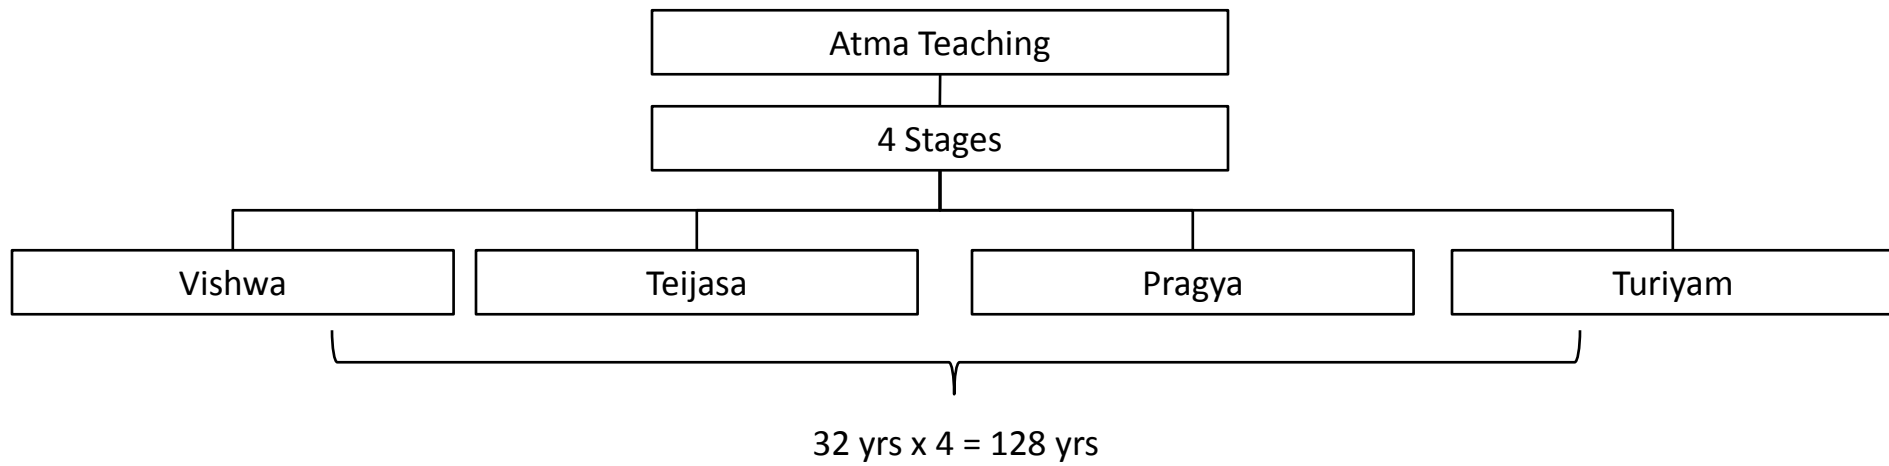 Atma Teaching
4 Stages
Vishwa
Teijasa
Pragya
Turiyam
32 yrs x 4 = 128 yrs